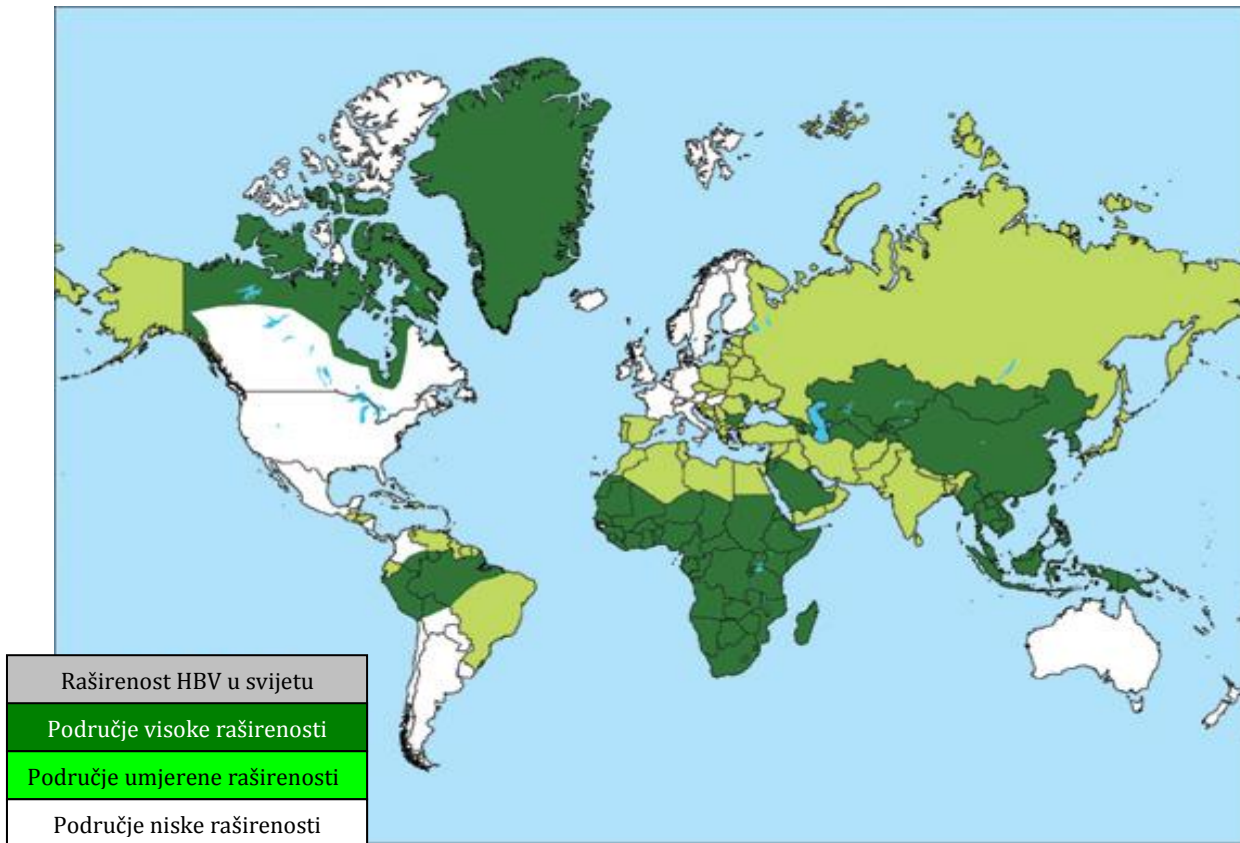 Raširenost HBV u svijetu
Područje visoke raširenosti
Područje umjerene raširenosti
Područje niske raširenosti